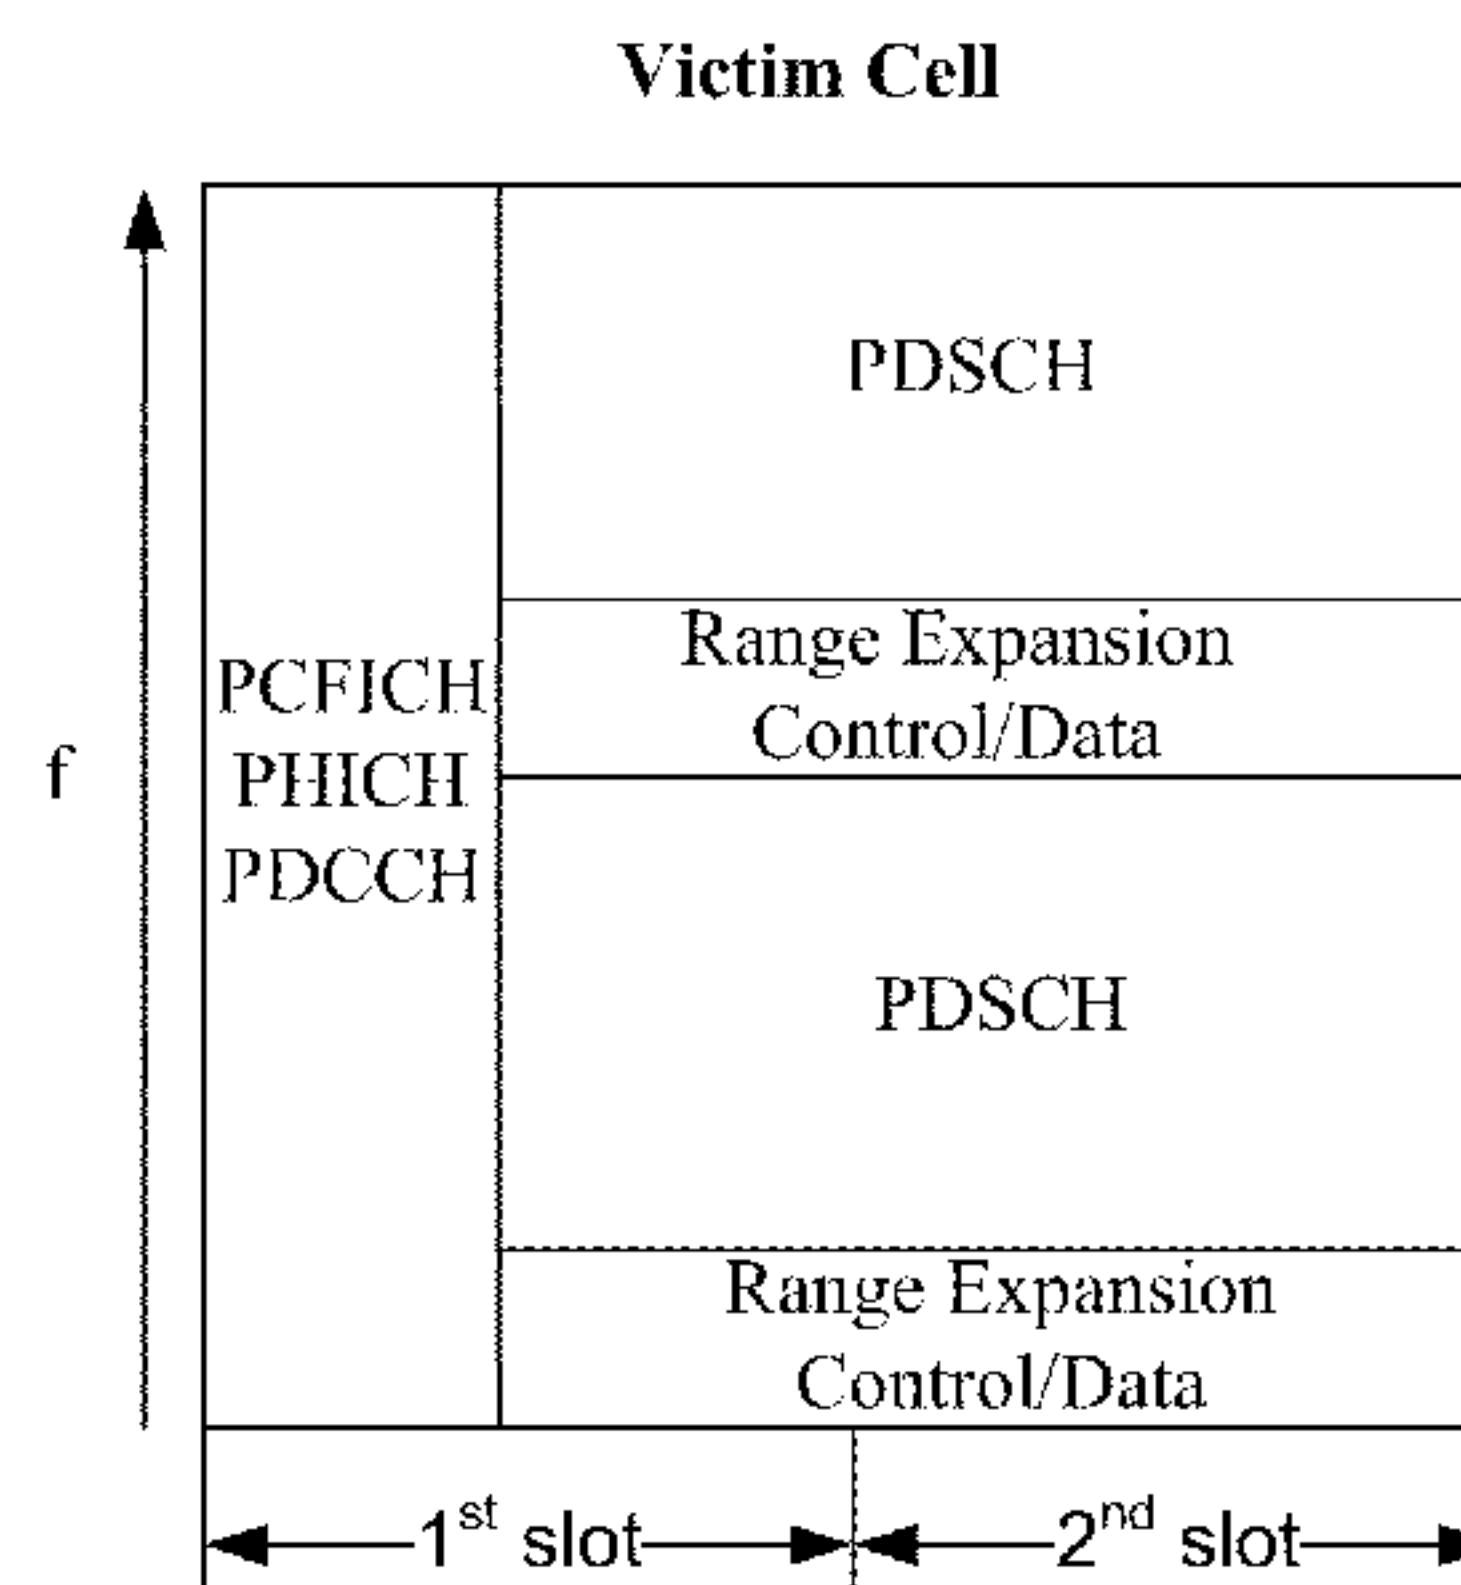 Victim Cell
PDSCH
Range Expansion
Control/Data
PCFICH
PHICH
PDCCH
f
PDSCH
Range Expansion
Control/Data
1st slot
2nd slot